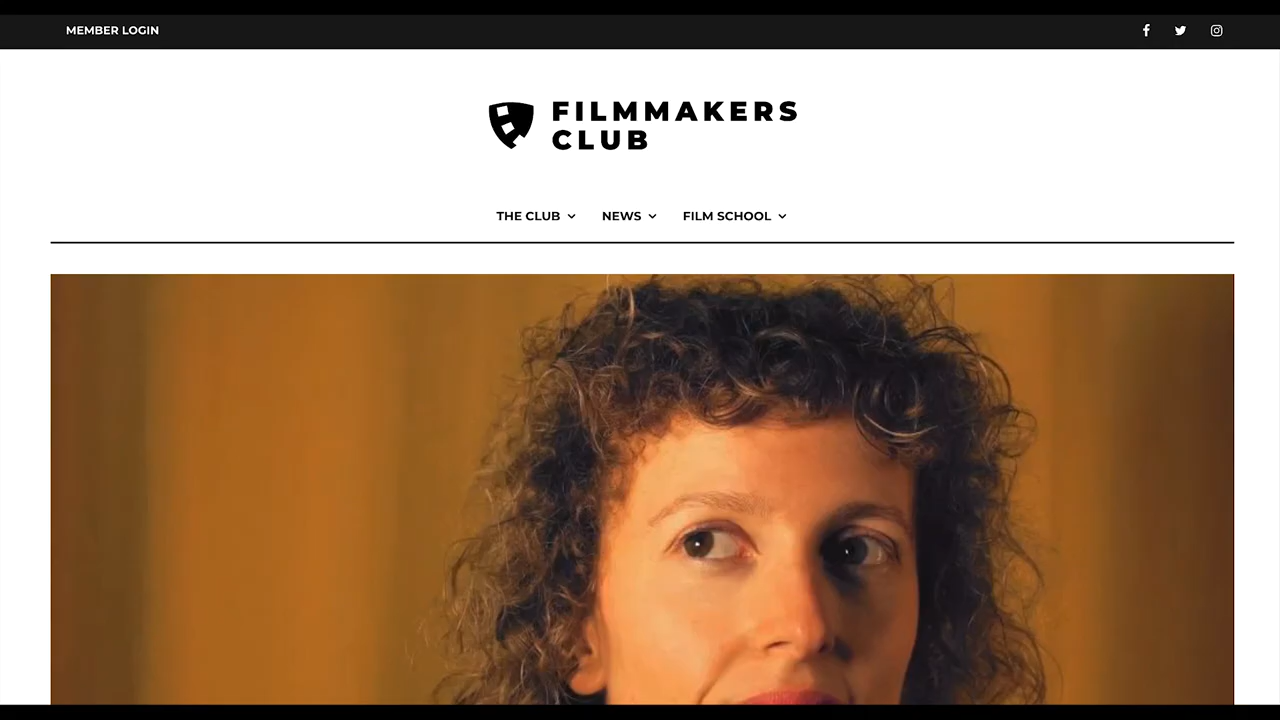 MEMBER LOGIN
FILMMAKERS
CLUB
THE CLUB
NEWS
FILM SCHOOL